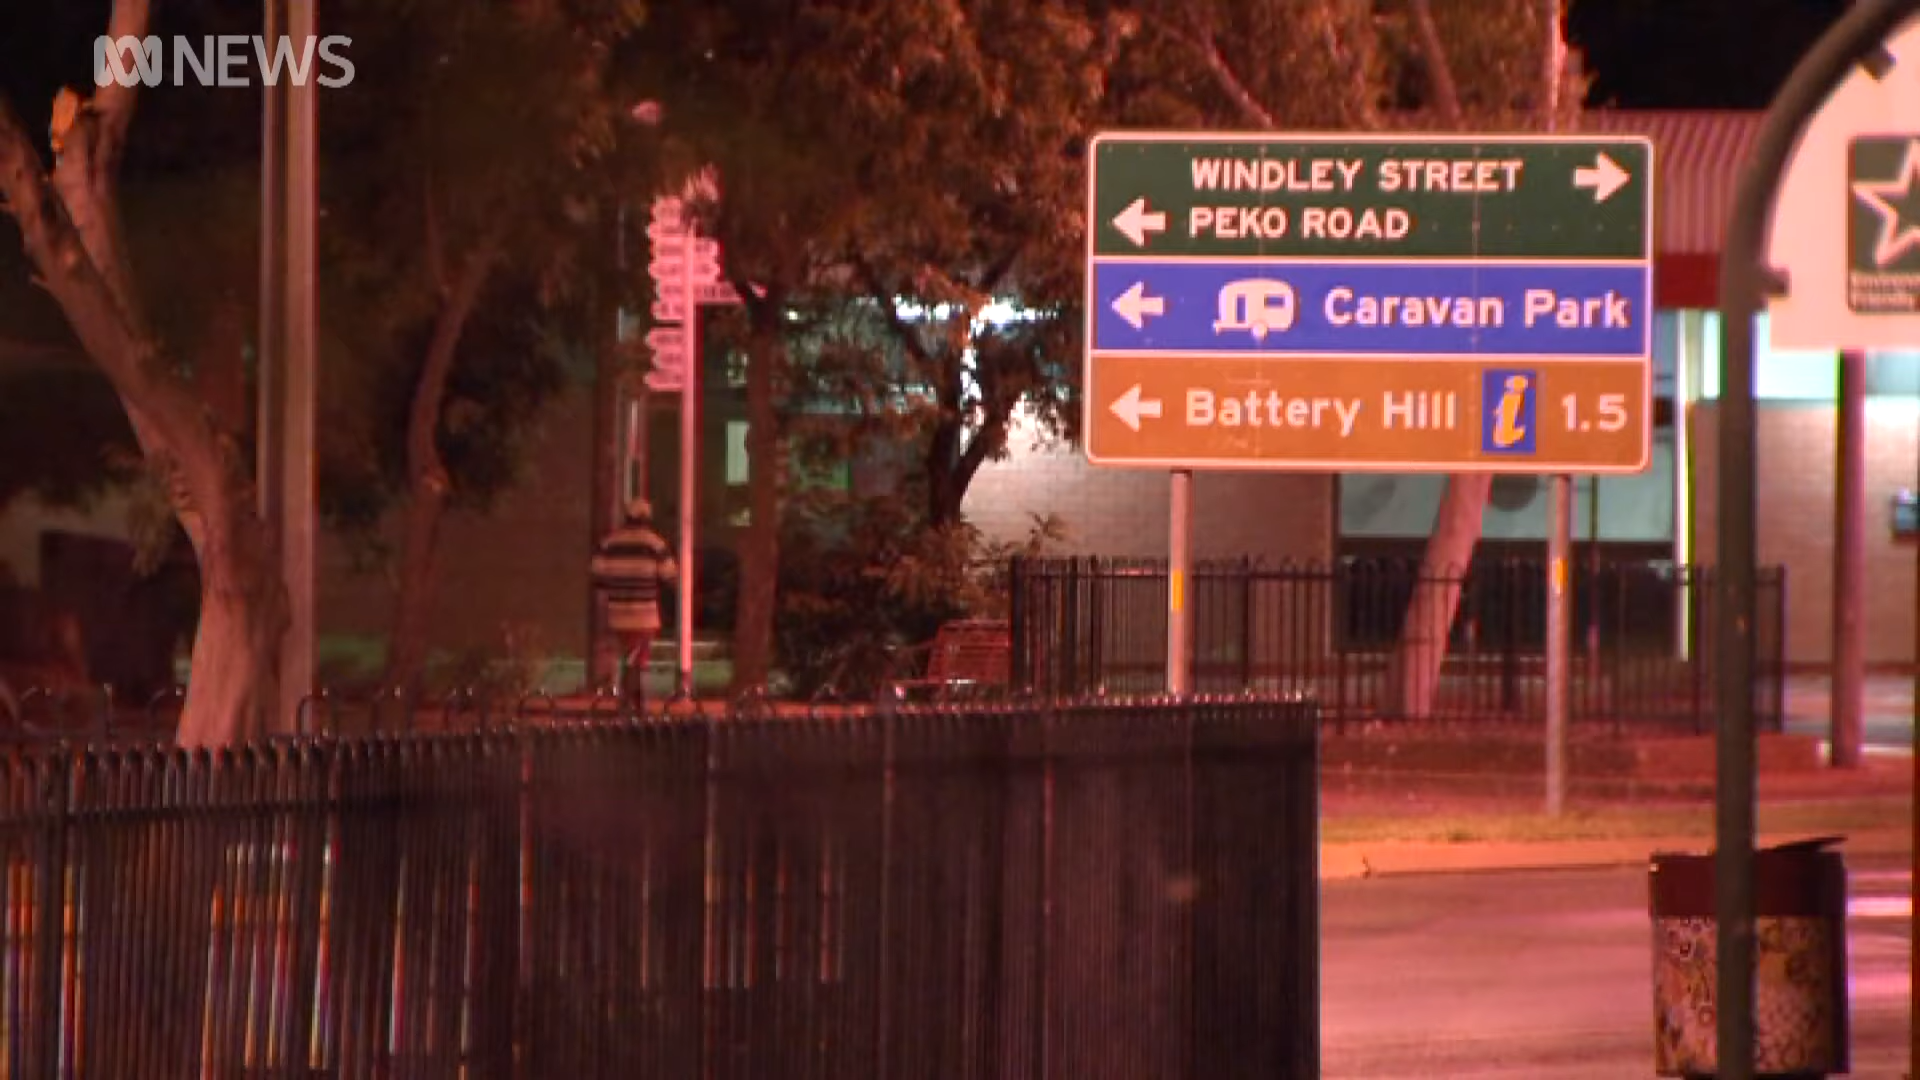 NEWS
WINDLEY STREET
PEKO ROAD
Caravan Park
Battery Hill i 1.5